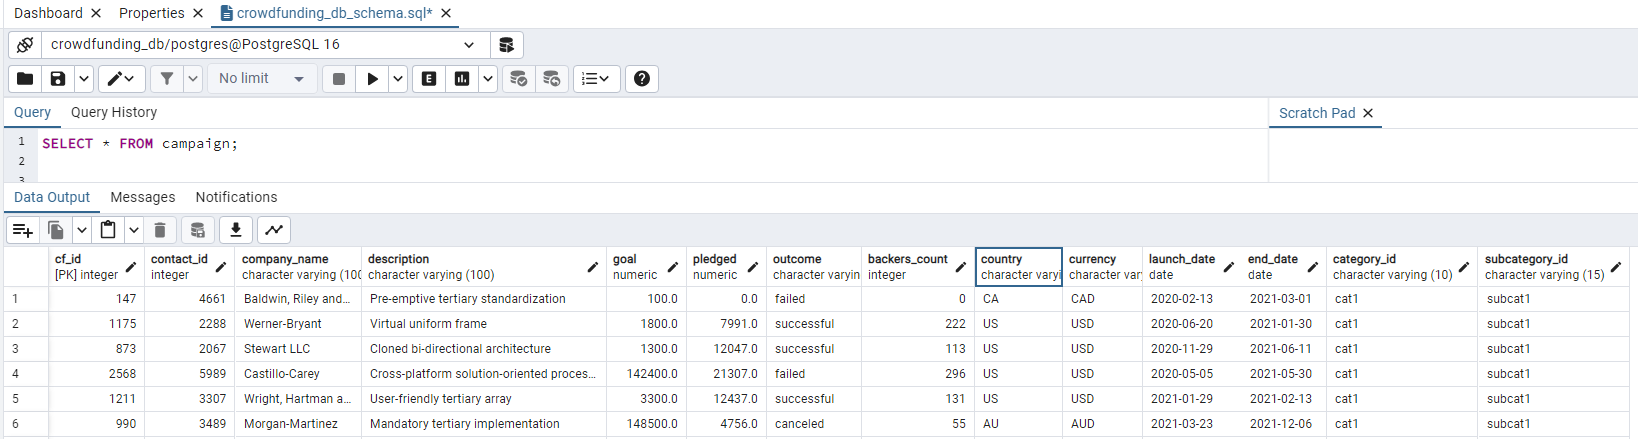 Dashboard Properties crowdfunding_db_schema.sql*
crowdfunding_db/postgres@PostgreSQL 16
No limit E
Query Query History Scratch Pad
1 SELECT * FROM campaign;
2
3
Data Output Messages Notifications
cf_id contact_id company_name description goal pledged outcome backers_count country currency launch_date end_date category_id subcategory_id
[PK] integer integer character varying (100 character varying (100) numeric numeric character varyin integer character varyi character var date date character varying (10) character varying (15)
1 147 4661 Baldwin, Riley and... Pre-emptive tertiary standardization 100.0 0.0 failed 0 CA CAD 2020-02-13 2021-03-01 cat1 subcat1
2 1175 2288 Werner-Bryant Virtual uniform frame 1800.0 7991.0 successful 222 US USD 2020-06-20 2021-01-30 cat1 subcat1
3 873 2067 Stewart LLC Cloned bi-directional architecture 1300.0 12047.0 successful 113 US USD 2020-11-29 2021-06-11 cat1 subcat1
4 2568 5989 Castillo-Carey Cross-platform solution-oriented proces... 142400.0 21307.0 failed 296 US USD 2020-05-05 2021-05-30 cat1 subcat1
5 1211 3307 Wright, Hartman a... User-friendly tertiary array 3300.0 12437.0 successful 131 US USD 2021-01-29 2021-02-13 cat1 subcat1
6 990 3489 Morgan-Martinez Mandatory tertiary implementation 148500.0 4756.0 canceled 55 AU AUD 2021-03-23 2021-12-06 cat1 subcat1